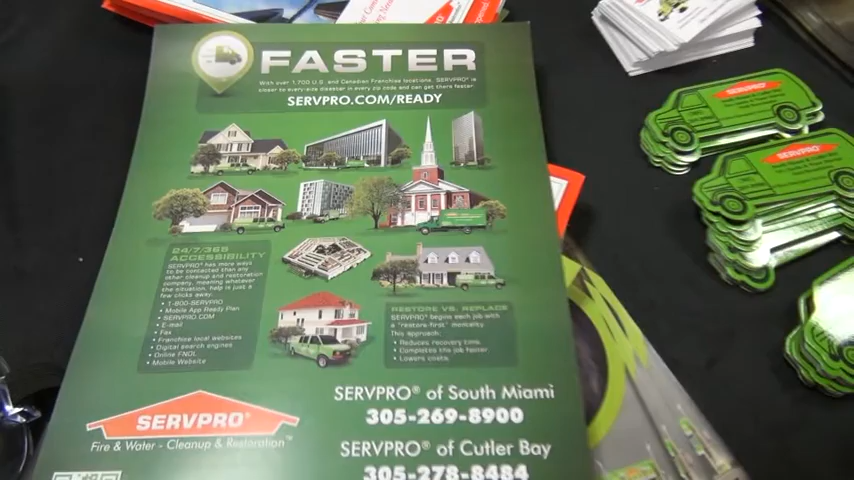 FASTER
With over 1,700 U.S. and Canadian Franchise locations, SERVPRO® is
closer to every-size disaster in every zip code and can get there faster.
SERVPRO.COM/READY
24/7/365
ACCESSIBILITY
SERVPRO® has more ways
to be contacted than any
other cleanup and restoration
company, meaning whatever
the situation, help is just a
few clicks away.
• 1-800-SERVPRO
• Mobile App Ready Plan
• SERVPRO.COM
• E-mail
• Fax
• Franchise local websites
• Digital search engines
• Online FNOL
• Mobile Website
RESTORE VS. REPLACE
SERVPRO® begins each job with
a "restore first" mentality.
This approach:
• Reduces recovery time.
• Completes the job faster.
• Lowers costs.
SERVPRO® of South Miami
305-269-8900
SERVPRO® of Cutler Bay
305-278-8484
SERVPRO®
Fire & Water - Cleanup & Restoration™
SERVPRO
SERVPRO